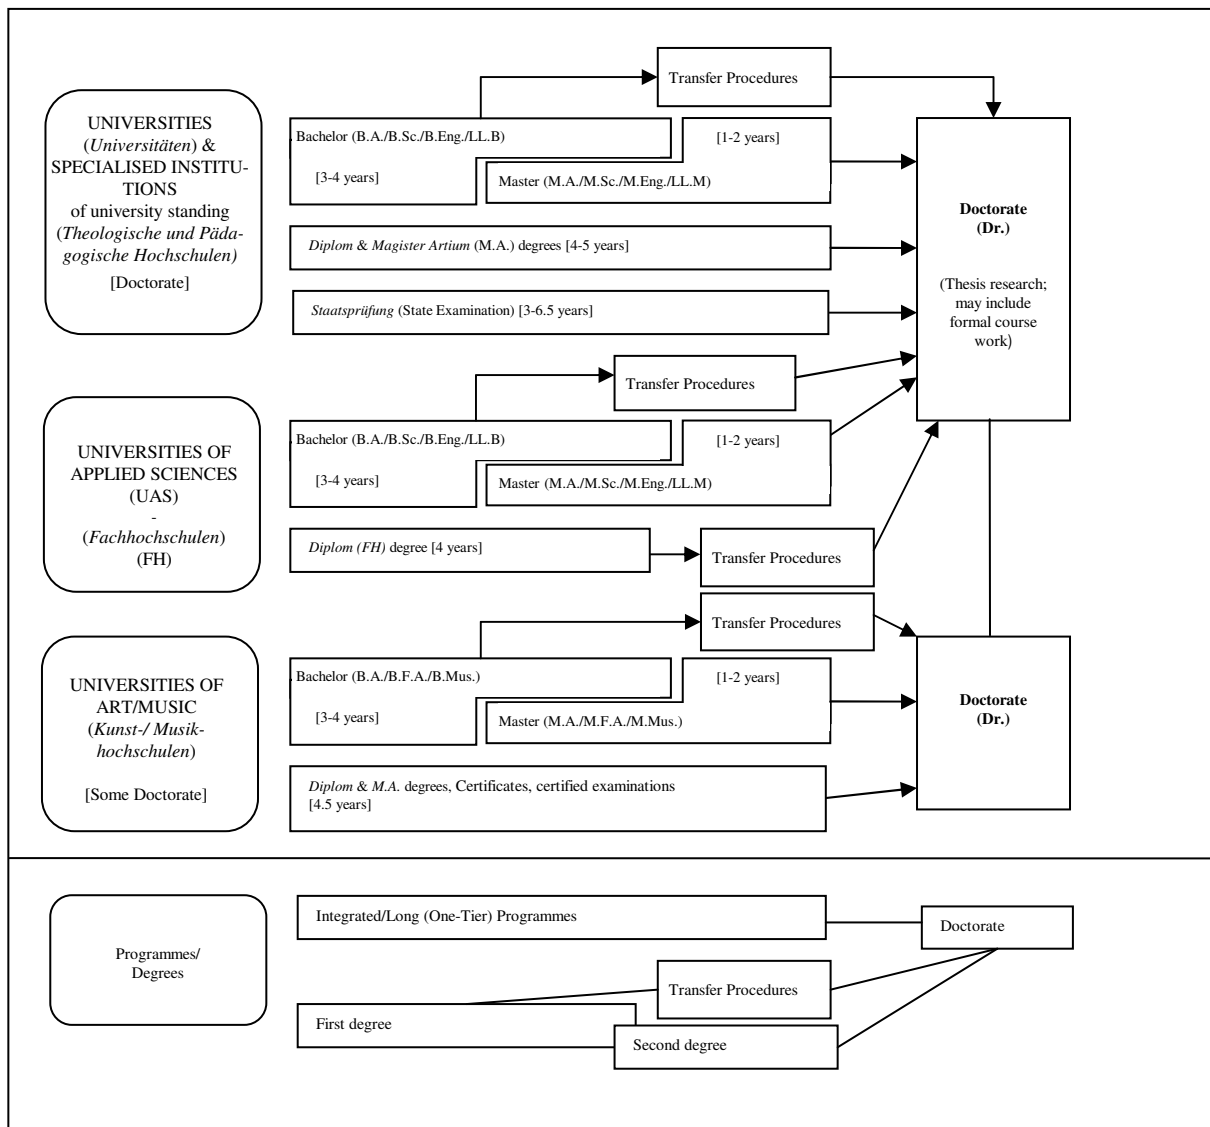 Transfer Procedures
UNIVERSITIES
(Universitäten) &
SPECIALISED INSTITU-
TIONS
of university standing
(Theologische und Päda-
gogische Hochschulen)
[Doctorate]
Bachelor (B.A./B.Sc./B.Eng./LL.B)
[1-2 years]
[3-4 years]
Master (M.A./M.Sc./M.Eng./LL.M)
Diplom & Magister Artium (M.A.) degrees [4-5 years]
Staatsprüfung (State Examination) [3-6.5 years]
Doctorate
(Dr.)
(Thesis research;
may include
formal course
work)
Transfer Procedures
UNIVERSITIES OF
APPLIED SCIENCES
(UAS)
-
(Fachhochschulen)
(FH)
Bachelor (B.A./B.Sc./B.Eng./LL.B)
[1-2 years]
[3-4 years]
Master (M.A./M.Sc./M.Eng./LL.M)
Diplom (FH) degree [4 years]
Transfer Procedures
Transfer Procedures
UNIVERSITIES OF
ART/MUSIC
(Kunst-/ Musik-
hochschulen)
[Some Doctorate]
Bachelor (B.A./B.F.A./B.Mus.)
[1-2 years]
[3-4 years]
Master (M.A./M.F.A./M.Mus.)
Diplom & M.A. degrees, Certificates, certified examinations
[4.5 years]
Doctorate
(Dr.)
Programmes/
Degrees
Integrated/Long (One-Tier) Programmes
Doctorate
Transfer Procedures
First degree
Second degree